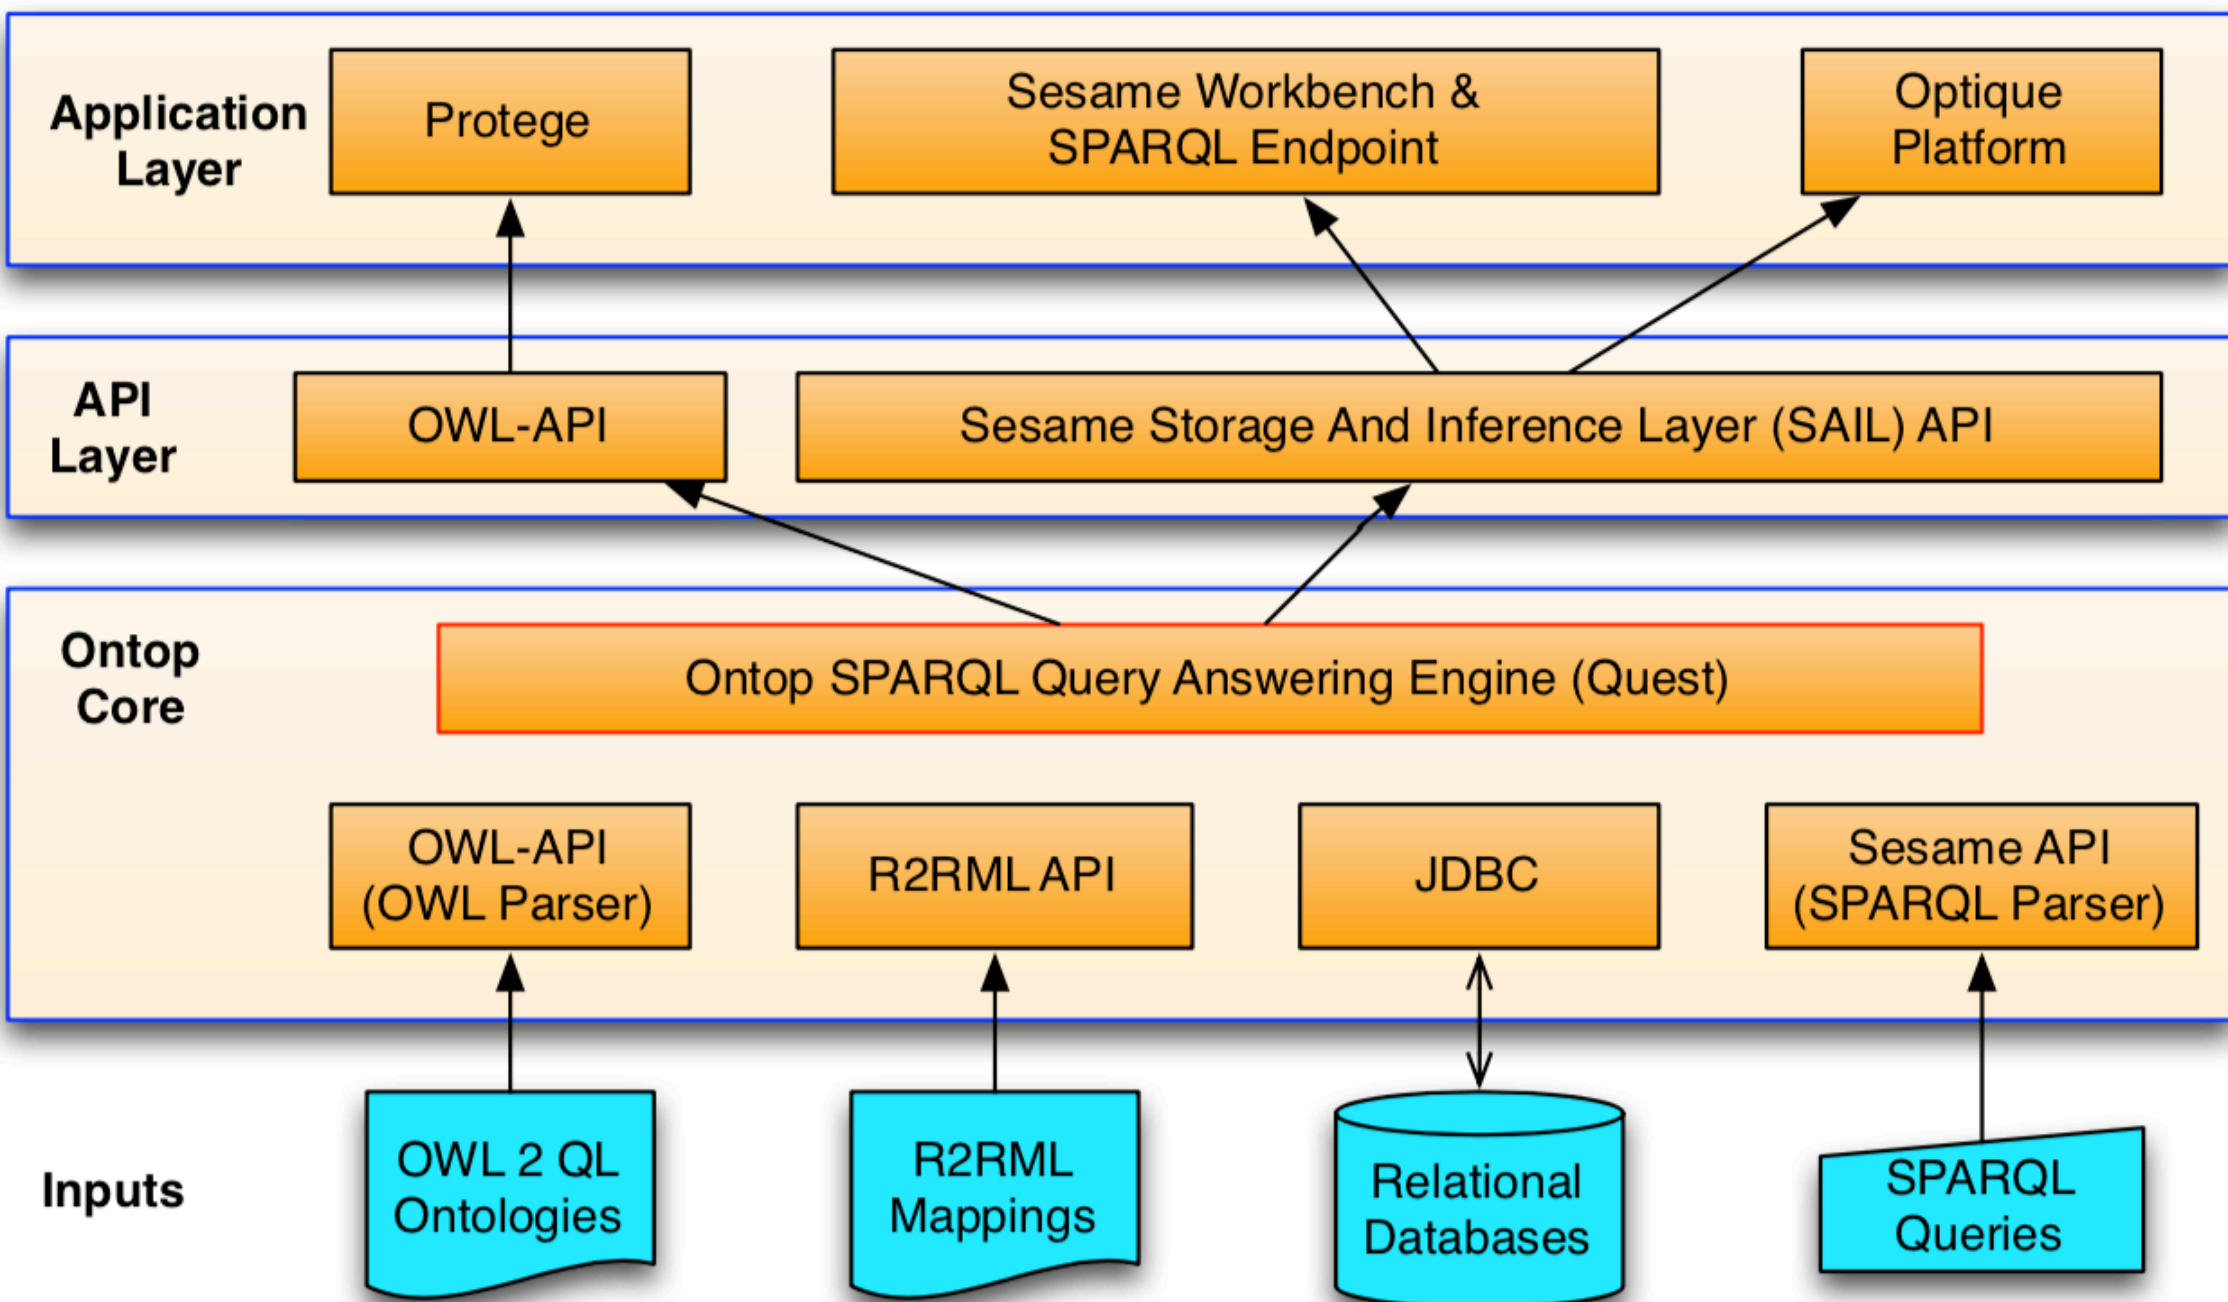 Application
Layer
Protege
Sesame Workbench &
SPARQL Endpoint
Optique
Platform
API
Layer
OWL-API
Sesame Storage And Inference Layer (SAIL) API
Ontop
Core
Ontop SPARQL Query Answering Engine (Quest)
OWL-API
(OWL Parser)
R2RML API
JDBC
Sesame API
(SPARQL Parser)
Inputs
OWL 2 QL
Ontologies
R2RML
Mappings
Relational
Databases
SPARQL
Queries